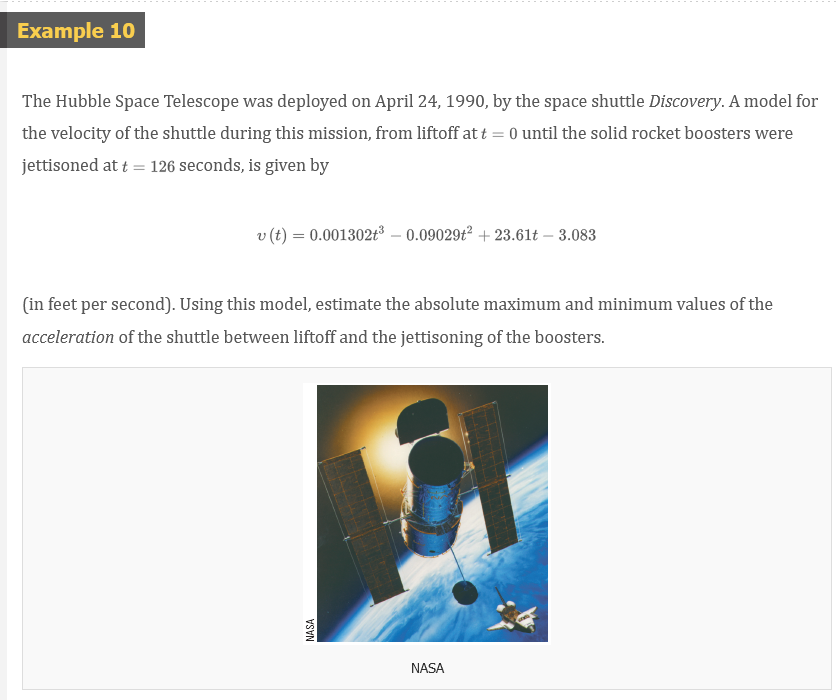 Example 10
The Hubble Space Telescope was deployed on April 24, 1990, by the space shuttle Discovery. A model for
the velocity of the shuttle during this mission, from liftoff at t = 0 until the solid rocket boosters were
jettisoned at t = 126 seconds, is given by
υ (t) = 0.001302t³ − 0.09029t² + 23.61t − 3.083
(in feet per second). Using this model, estimate the absolute maximum and minimum values of the
acceleration of the shuttle between liftoff and the jettisoning of the boosters.
NASA
NASA